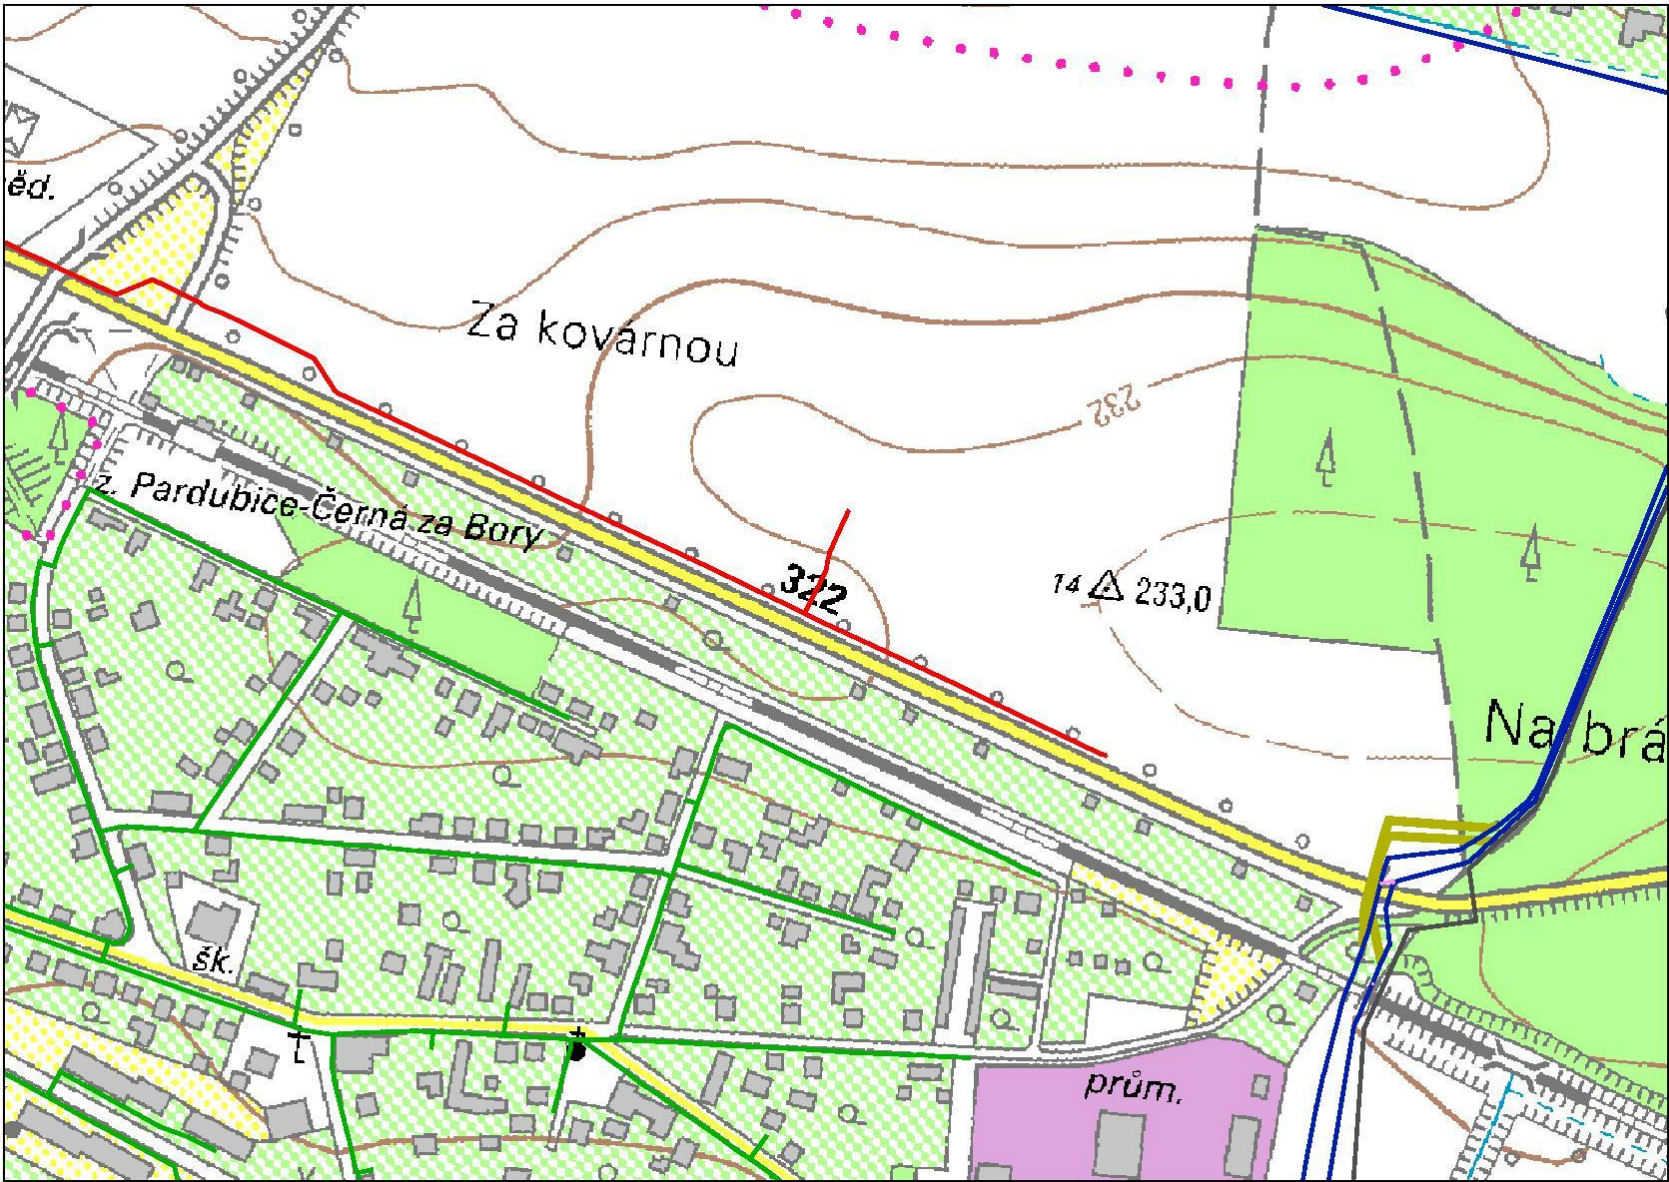 ěd.
Za kovárnou
232
z. Pardubice-Černá za Bory
322
14 233,0
Na brá
šk.
prům.